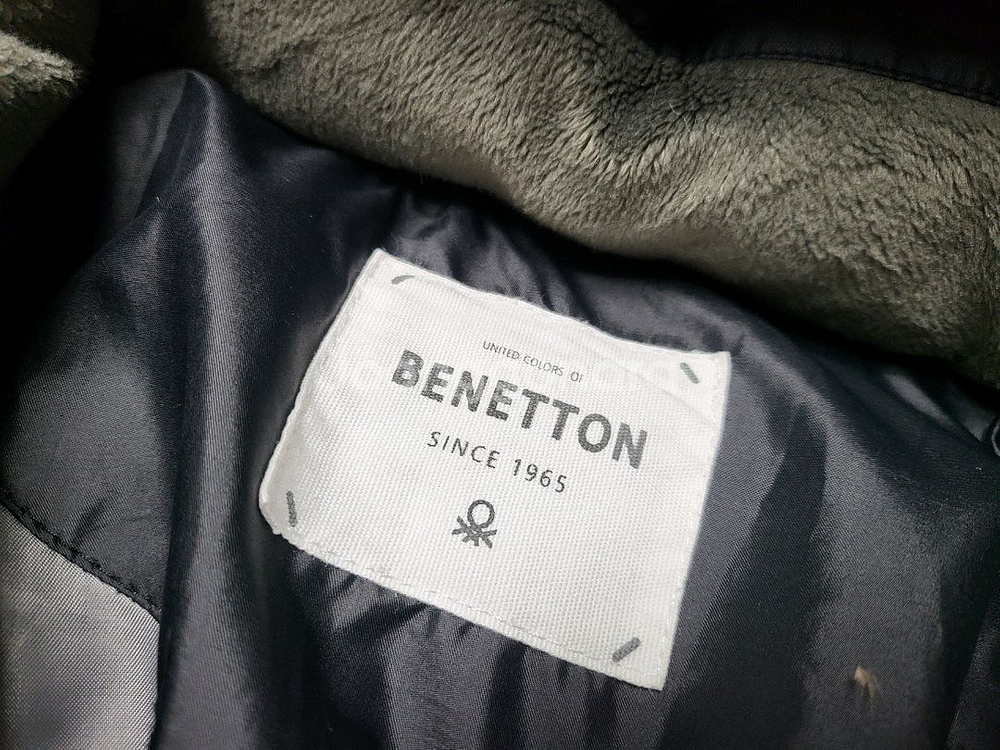 UNITED COLORS OF
BENETTON
SINCE 1965